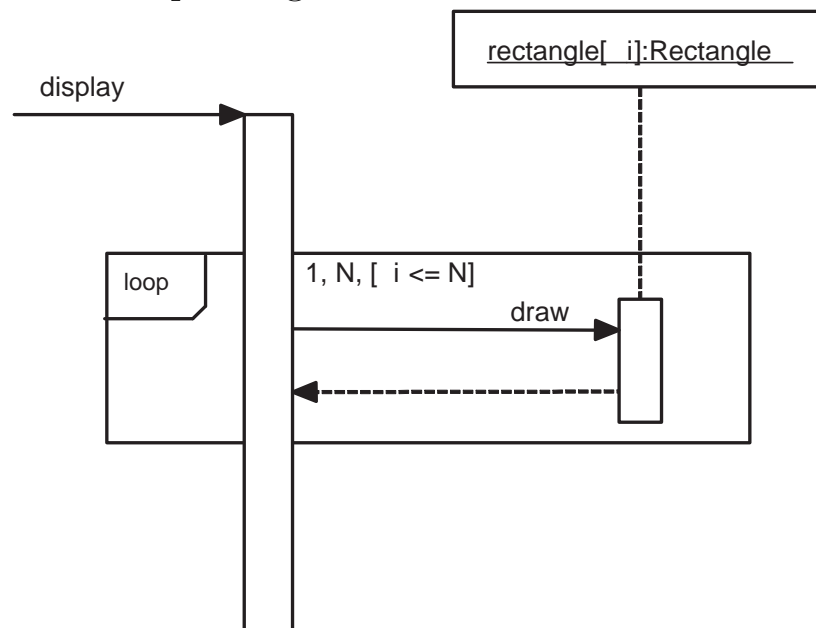 rectangle[ i]:Rectangle
display
loop
1, N, [ i <= N]
draw